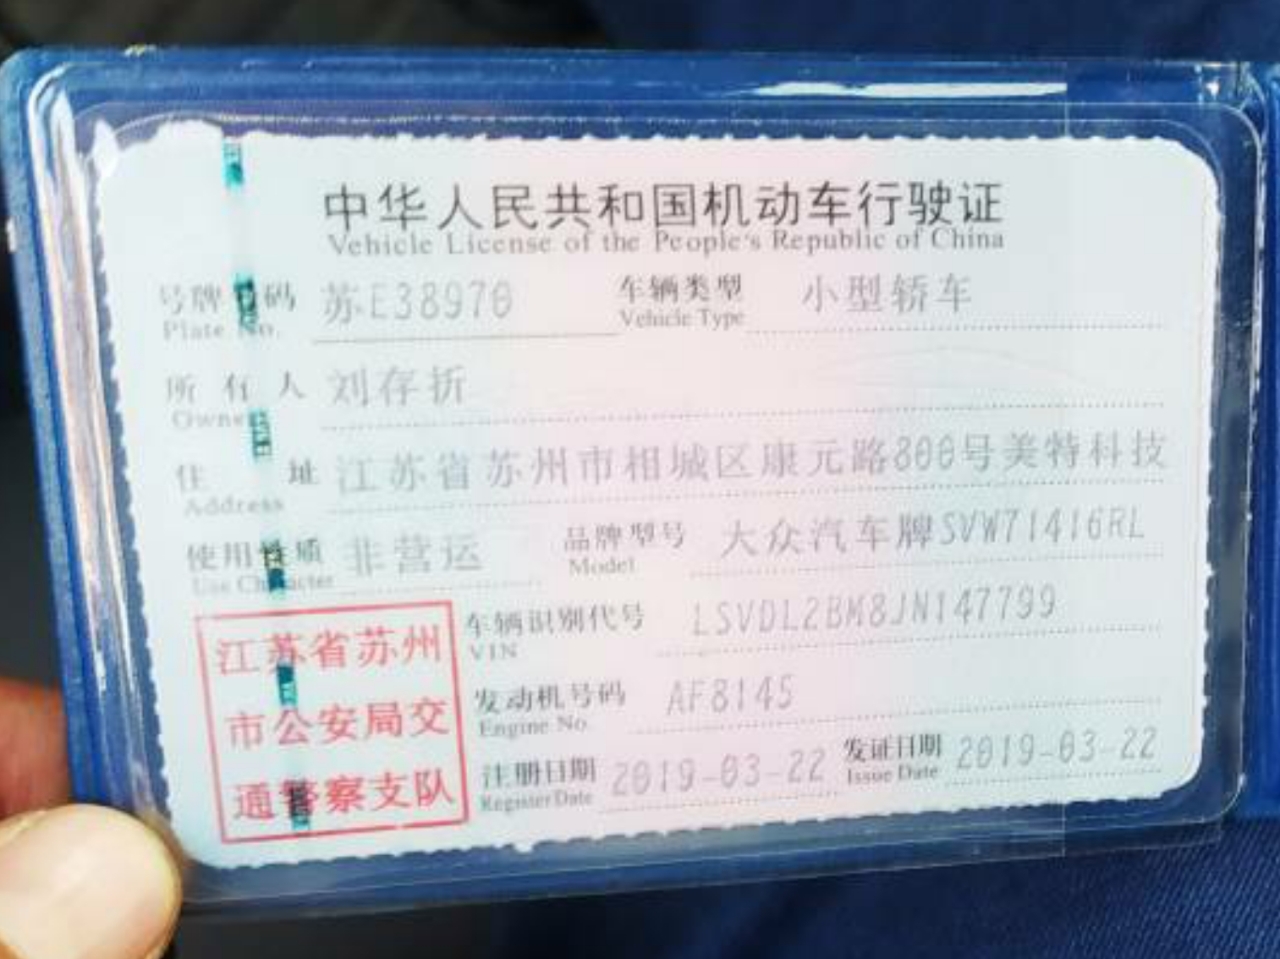 中华人民共和国机动车行驶证
Vehicle License of the People's Republic of China
号牌号码 苏E38970 车辆类型 小型轿车
Plate No. Vehicle Type
所有人 刘存折
Owner
住址 江苏省苏州市相城区康元路800号美特科技
Address
使用性质 非营运 品牌型号 大众汽车牌SVW71416RL
Use Character Model
江苏省苏州
市公安局交
通警察支队
车辆识别代号 LSVDL2BM8JN147799
VIN
发动机号码 AF8145
Engine No.
注册日期 2019-03-22 发证日期 2019-03-22
Register Date Issue Date